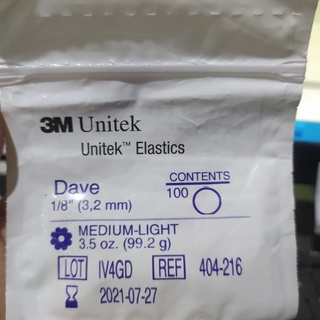 3M Unitek
Unitek™ Elastics
Dave
1/8" (3,2 mm)
CONTENTS
100
MEDIUM-LIGHT
3.5 oz. (99.2 g)
LOT IV4GD REF 404-216
2021-07-27